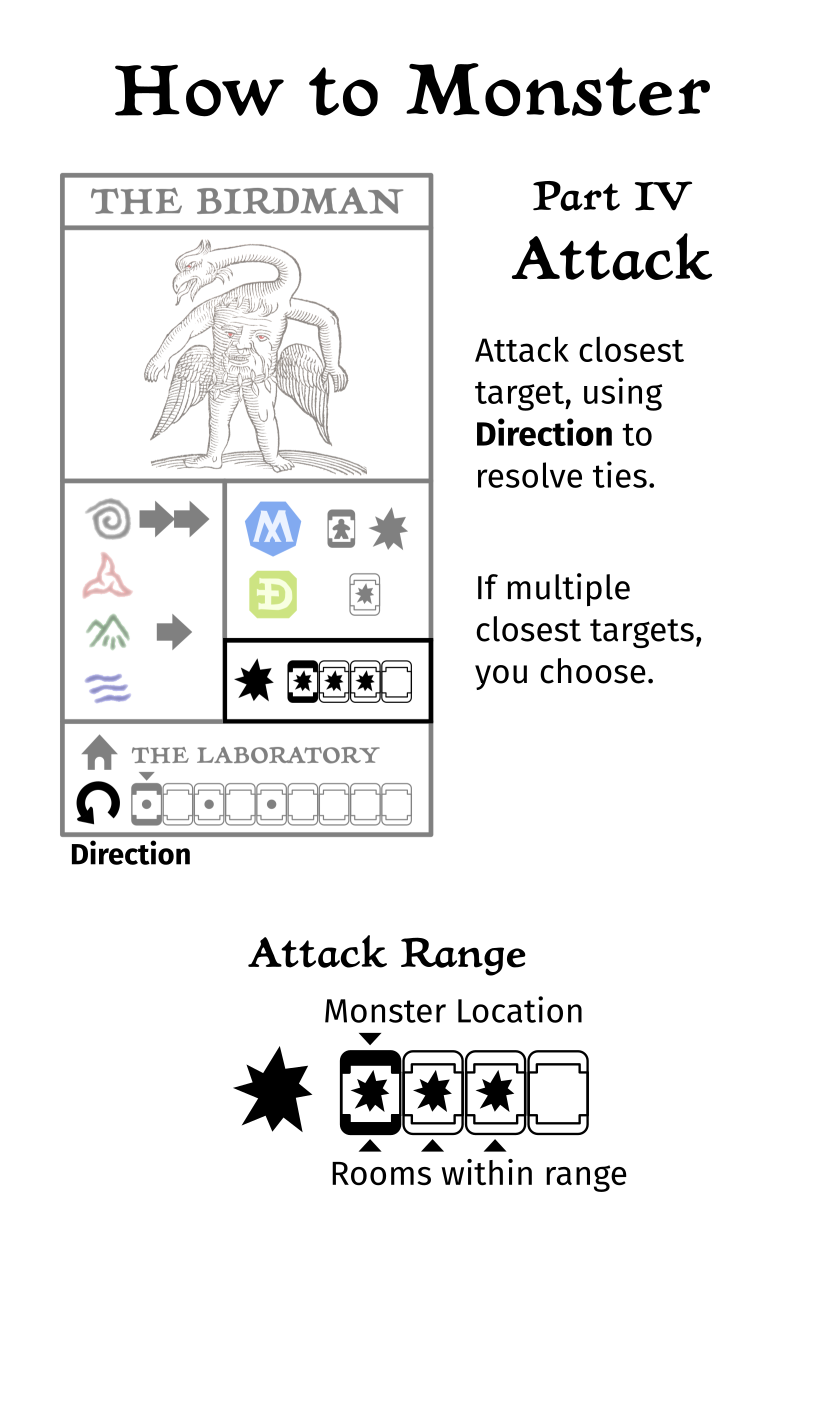 How to Monster
THE BIRDMAN
Part IV
Attack
Attack closest
target, using
Direction to
resolve ties.
If multiple
closest targets,
you choose.
M
D
THE LABORATORY
Direction
Attack Range
Monster Location
Rooms within range